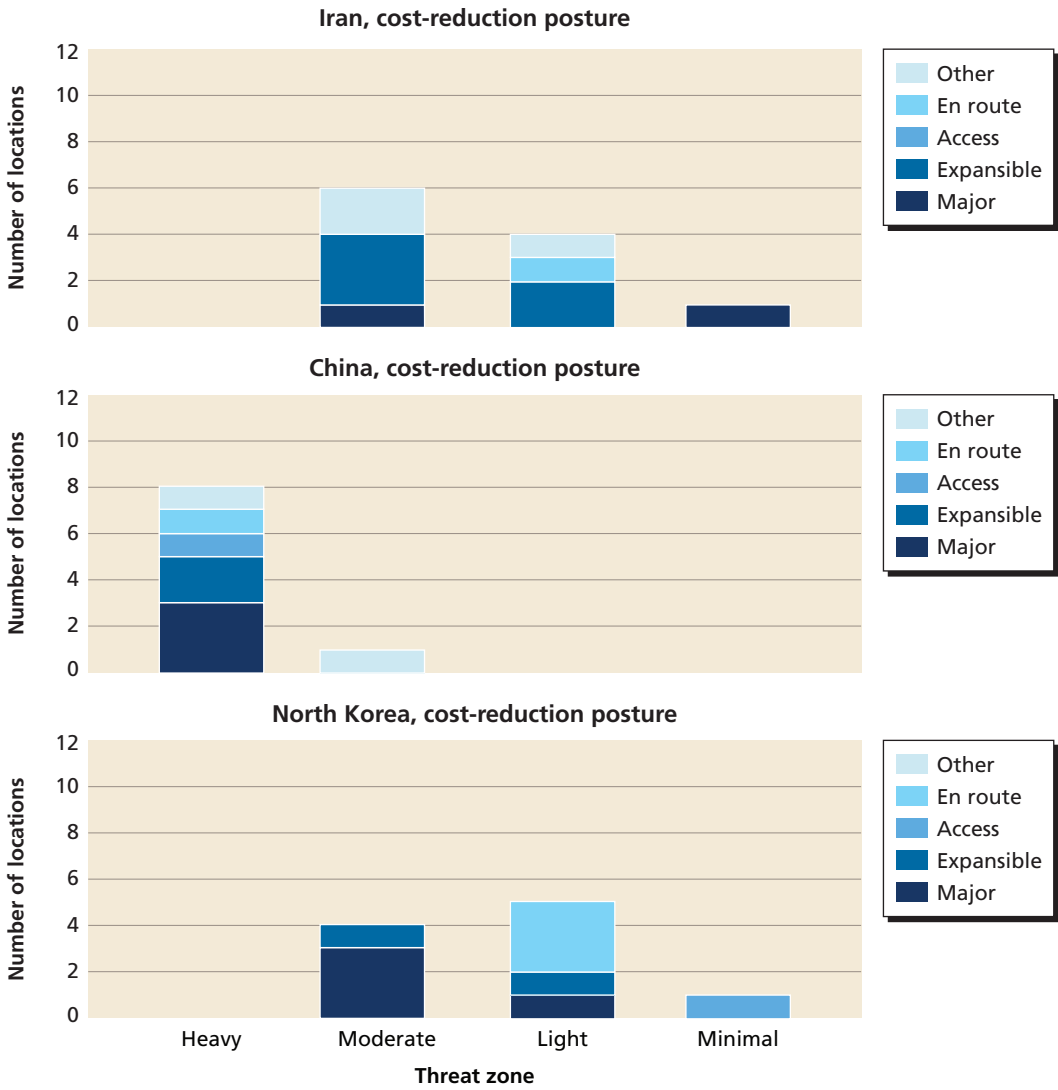 Iran, cost-reduction posture
Number of locations
12
10
8
6
4
2
0
Other
En route
Access
Expansible
Major
China, cost-reduction posture
Number of locations
12
10
8
6
4
2
0
Other
En route
Access
Expansible
Major
North Korea, cost-reduction posture
Number of locations
12
10
8
6
4
2
0
Other
En route
Access
Expansible
Major
Heavy Moderate Light Minimal
Threat zone